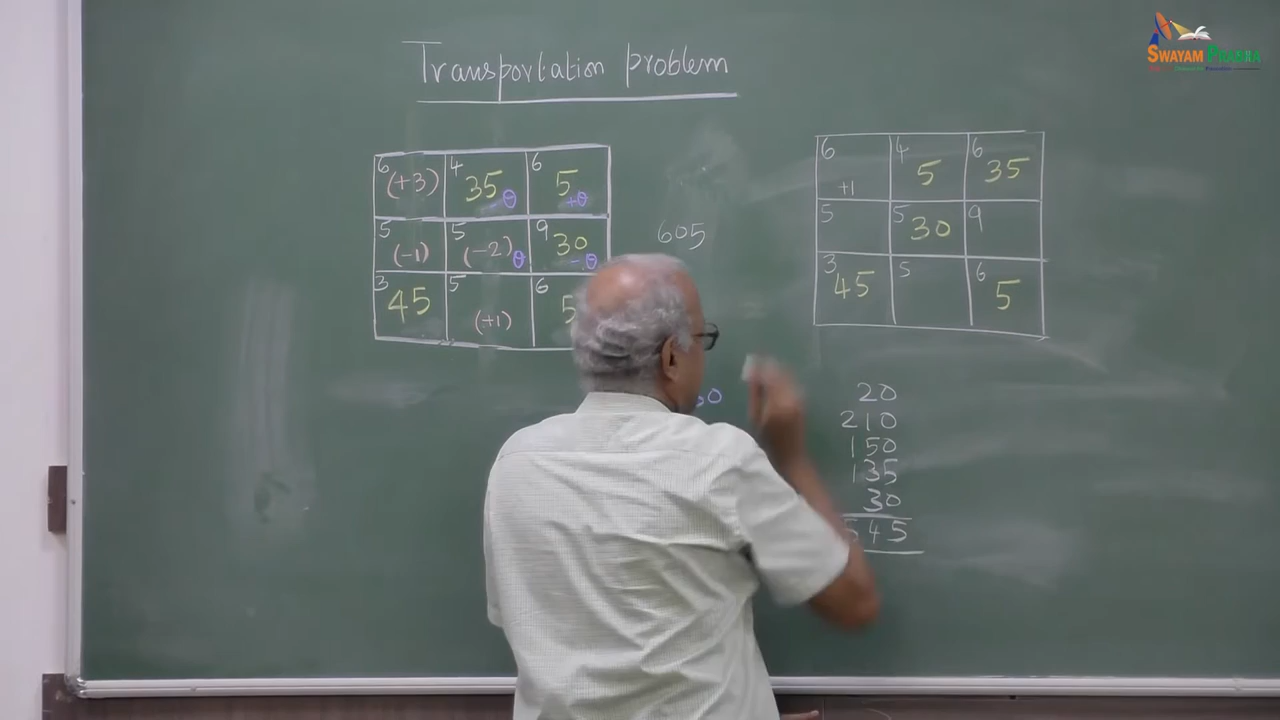 SWAYAM PRABHA
Transportation problem
6 (+3) 4 35 -θ 6 5 +θ
5 (-1) 5 (-2) θ 9 30 -θ
3 45 5 (+1) 6 5
605
6 +1 4 5 6 35
5 5 30 9
3 45 5 6 5
20
210
150
135
30
545